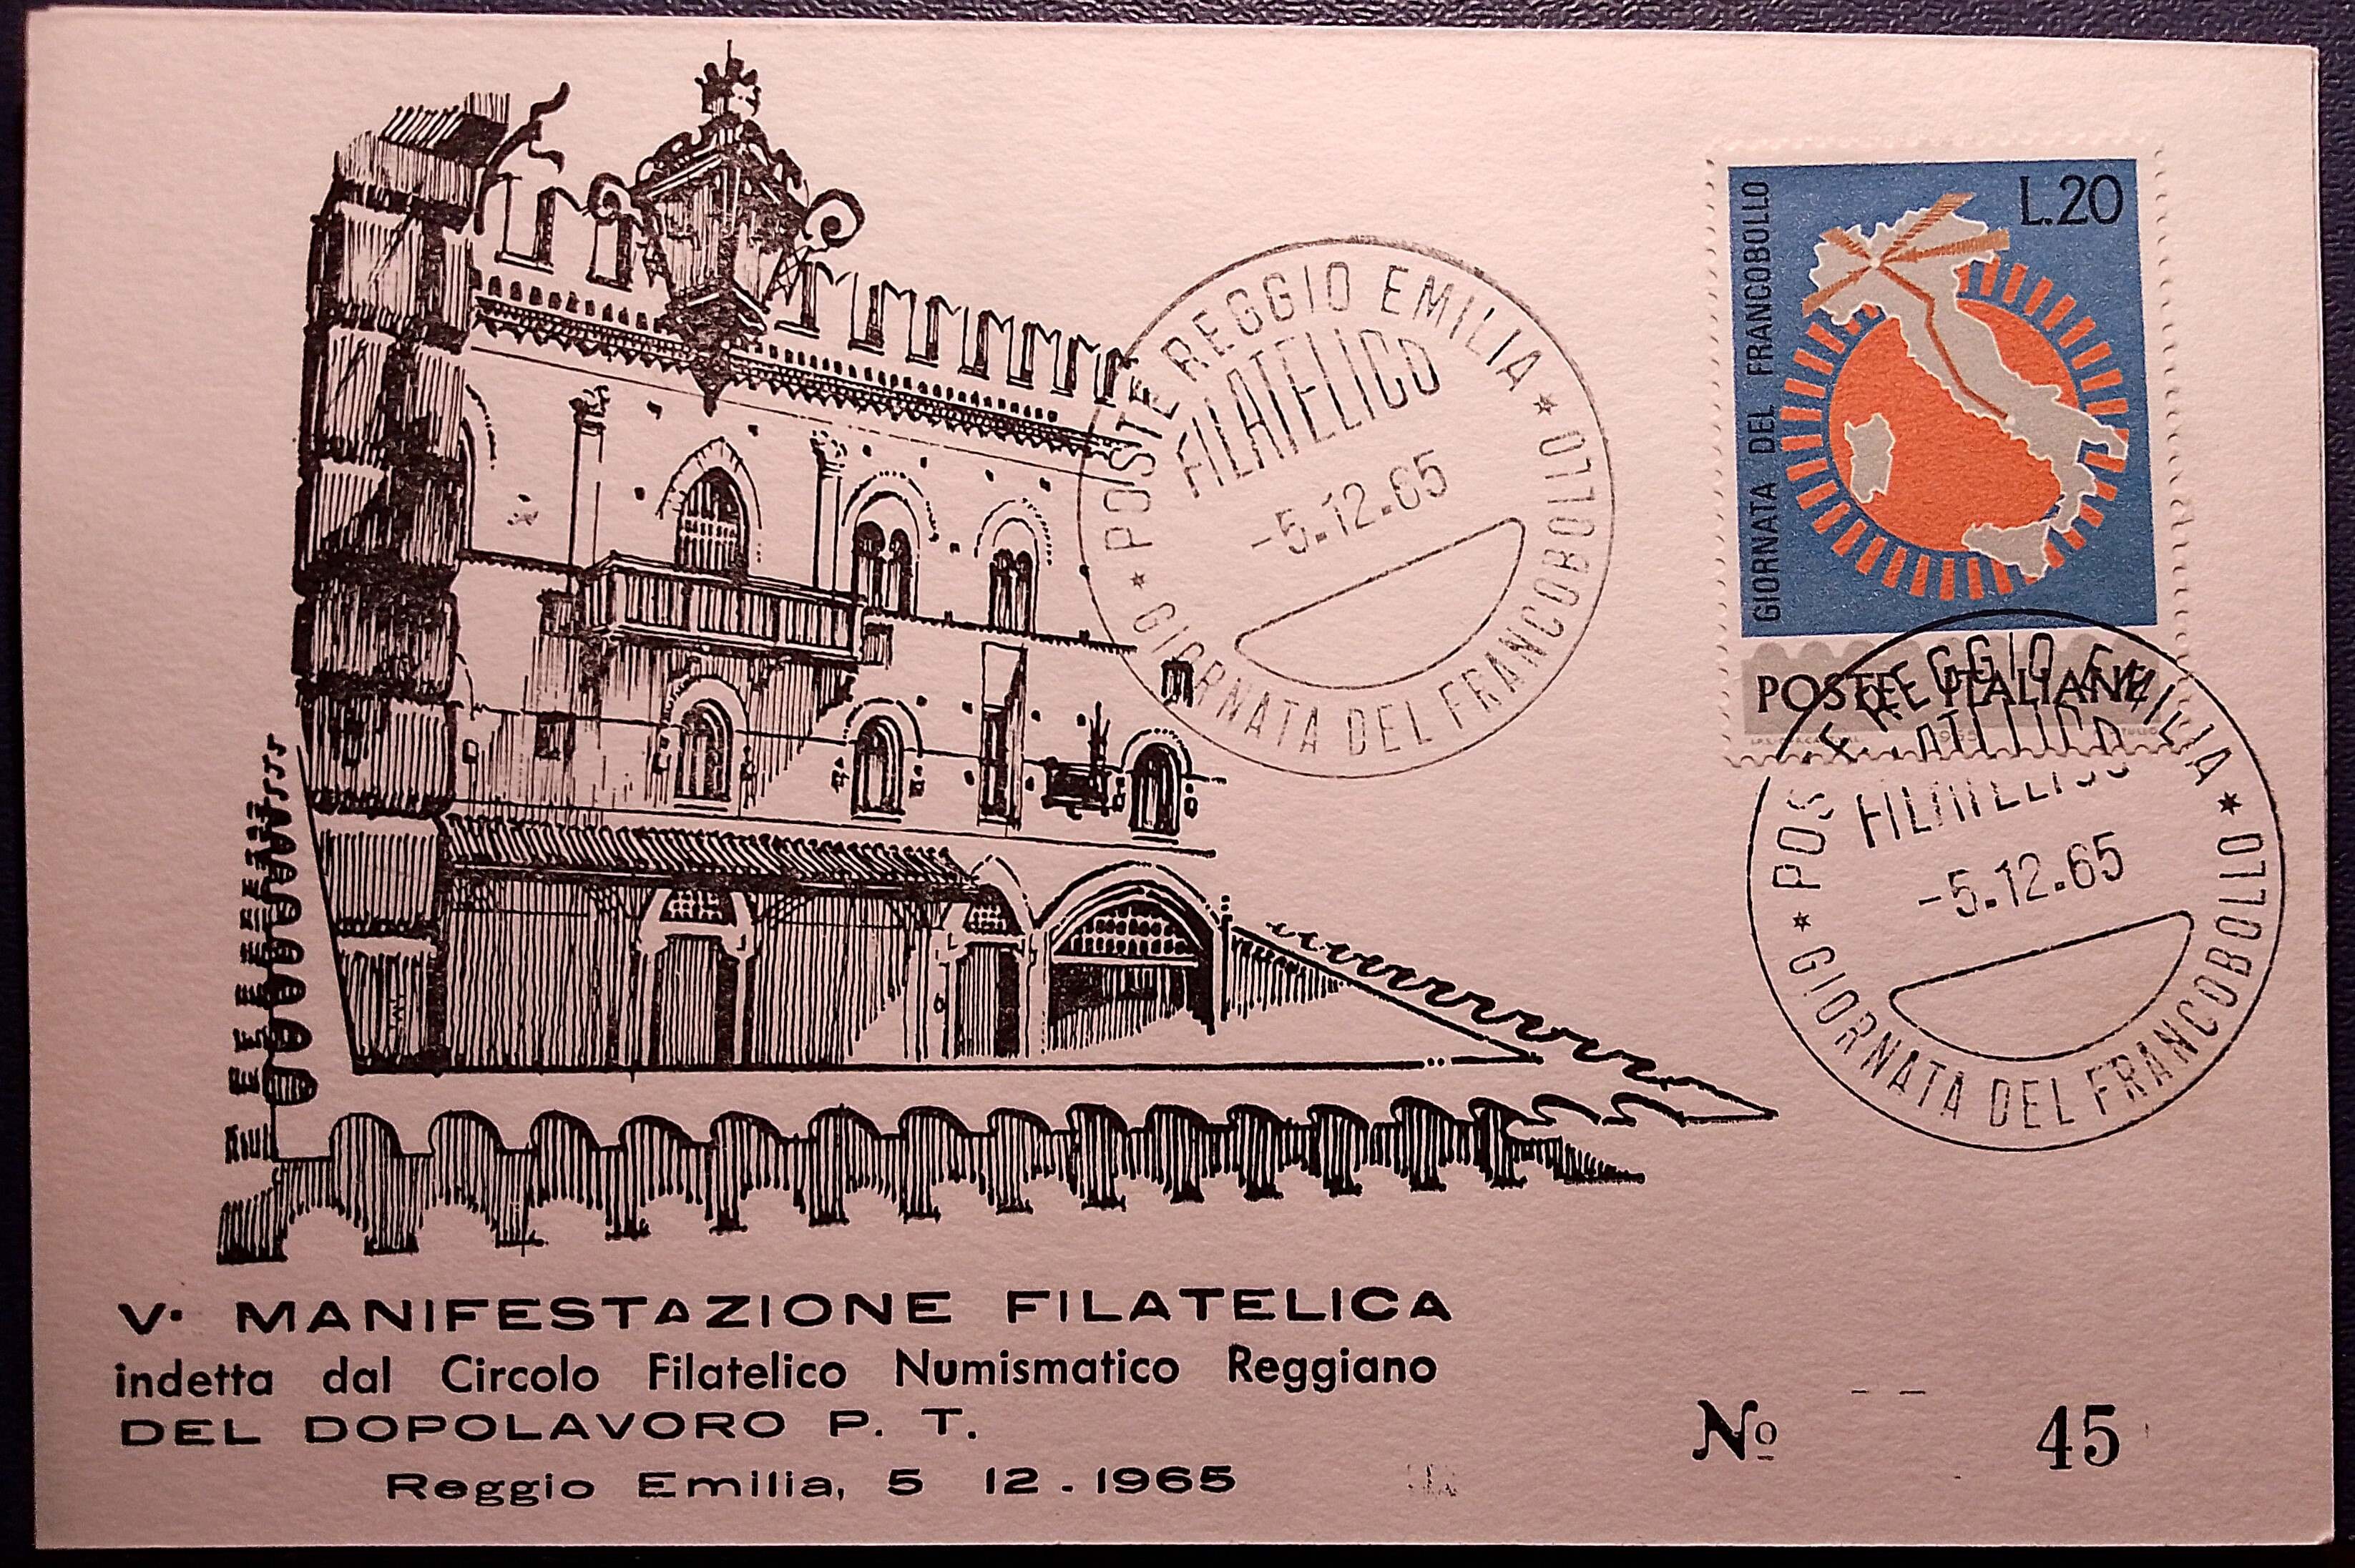 POSTE REGGIO EMILIA
FILATELICO
-5.12.65
GIORNATA DEL FRANCOBOLLO
L.20
GIORNATA DEL FRANCOBOLLO
POSTE ITALIANE
1965
POSTE REGGIO EMILIA
FILATELICO
-5.12.65
GIORNATA DEL FRANCOBOLLO
V· MANIFESTAZIONE FILATELICA
indetta dal Circolo Filatelico Numismatico Reggiano
DEL DOPOLAVORO P. T.
Reggio Emilia, 5 12 . 1965
No 45